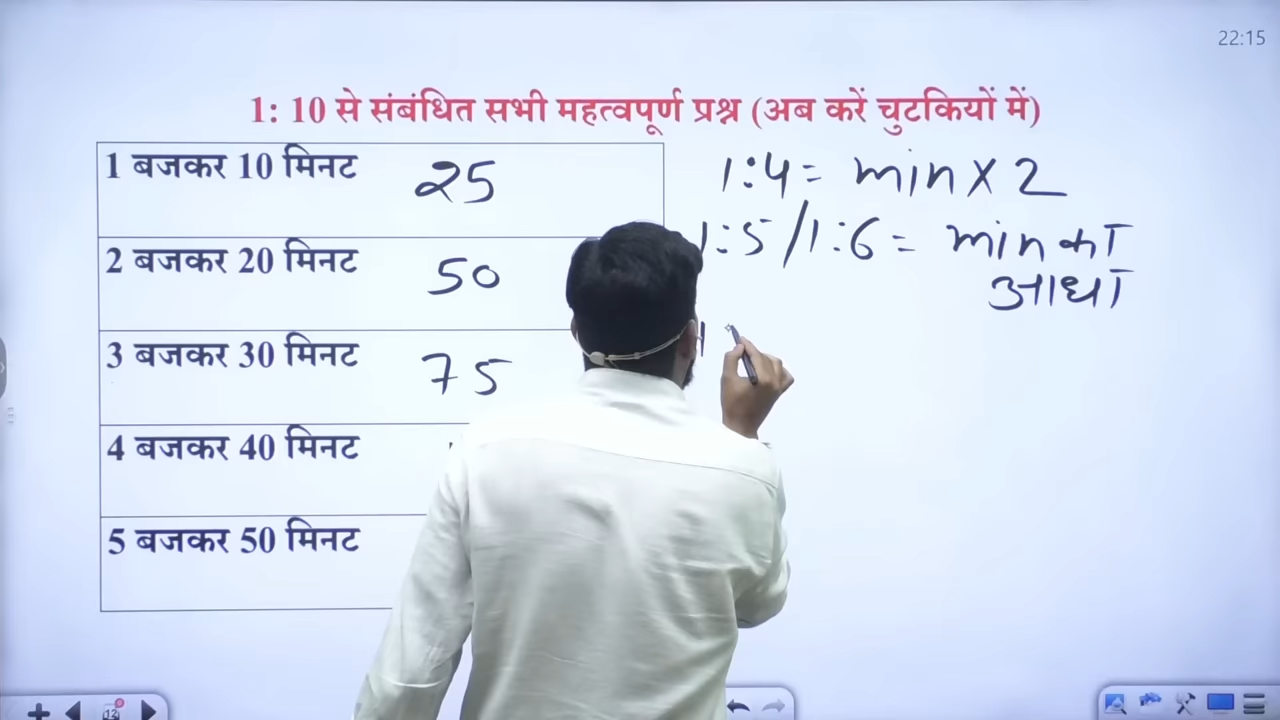 22:15
1: 10 से संबंधित सभी महत्वपूर्ण प्रश्न (अब करें चुटकियों में)
1 बजकर 10 मिनट 25
2 बजकर 20 मिनट 50
3 बजकर 30 मिनट 75
4 बजकर 40 मिनट
5 बजकर 50 मिनट
1:4= min X 2
1:5 / 1:6 = min का
आधा
12